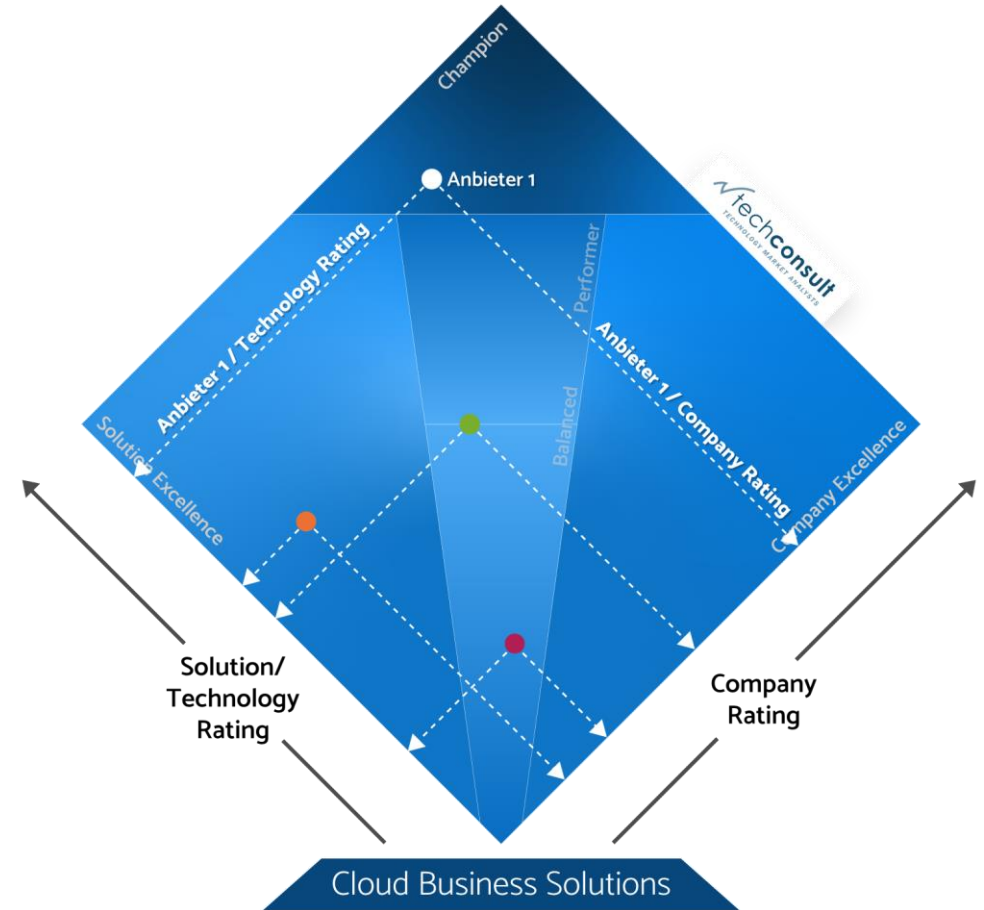 Champion
Anbieter 1
techconsult
TECHNOLOGY MARKET ANALYSTS
Anbieter 1 / Technology Rating
Performer
Anbieter 1 / Company Rating
Balanced
Solution Excellence
Company Excellence
Solution/
Technology
Rating
Company
Rating
Cloud Business Solutions